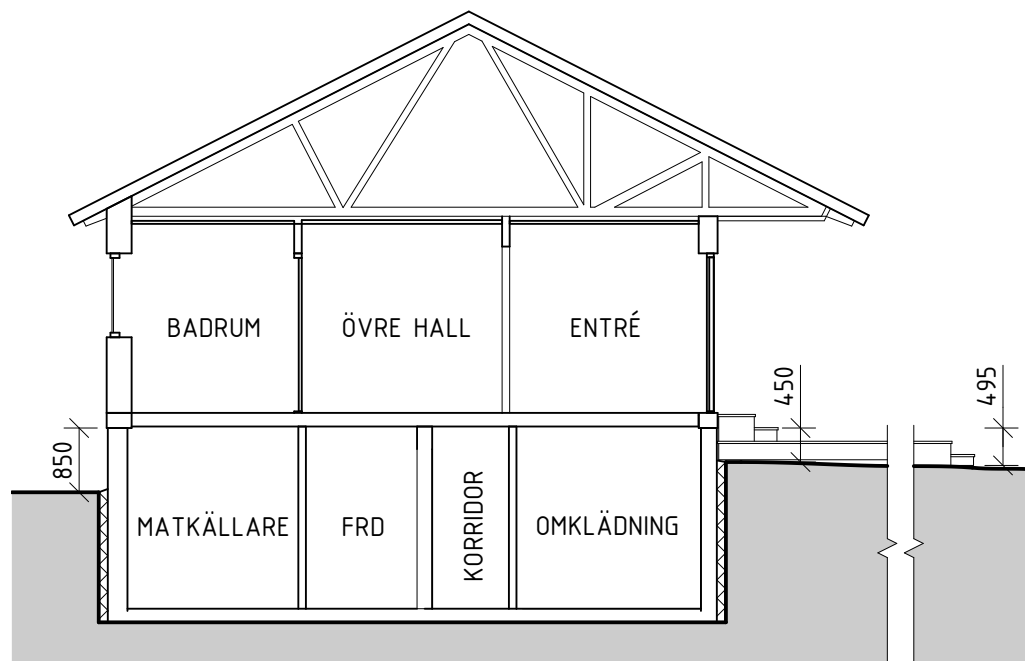 BADRUM
ÖVRE HALL
ENTRÉ
450
495
850
MATKÄLLARE
FRD
KORRIDOR
OMKLÄDNING